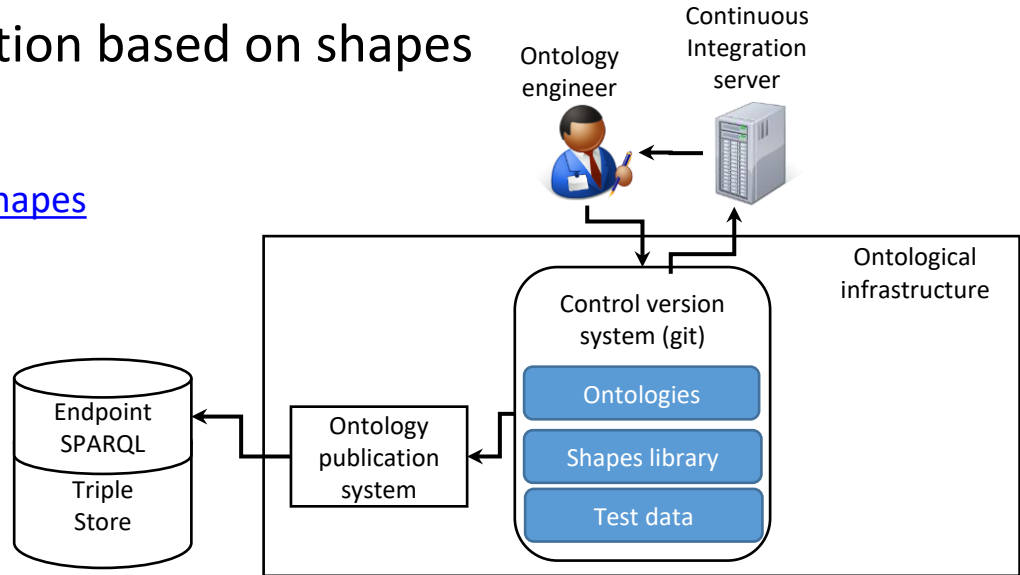 tion based on shapes
Continuous
Integration
server
Ontology
engineer
hapes
Ontological
infrastructure
Control version
system (git)
Ontologies
Shapes library
Test data
Endpoint
SPARQL
Triple
Store
Ontology
publication
system